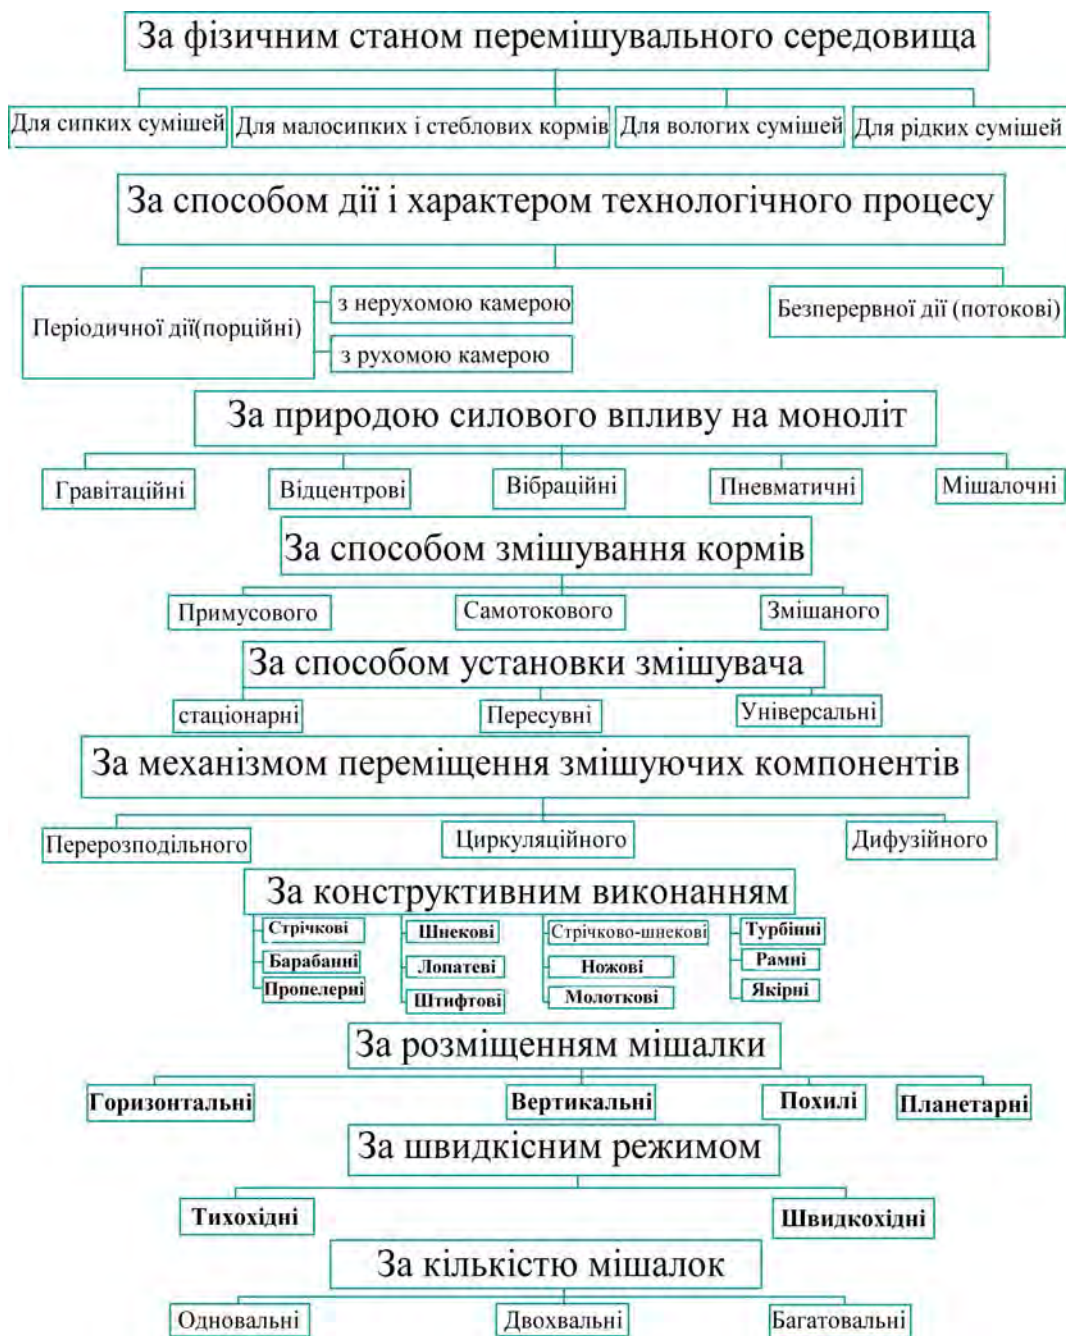 За фізичним станом перемішувального середовища
Для сипких сумішей
Для малосипких і стеблових кормів
Для вологих сумішей
Для рідких сумішей
За способом дії і характером технологічного процесу
Періодичної дії(порційні)
з нерухомою камерою
з рухомою камерою
Безперервної дії (потокові)
За природою силового впливу на моноліт
Гравітаційні
Відцентрові
Вібраційні
Пневматичні
Мішалочні
За способом змішування кормів
Примусового
Самотокового
Змішаного
За способом установки змішувача
стаціонарні
Пересувні
Універсальні
За механізмом переміщення змішуючих компонентів
Перерозподільного
Циркуляційного
Дифузійного
За конструктивним виконанням
Стрічкові
Барабанні
Пропелерні
Шнекові
Лопатеві
Штифтові
Стрічково-шнекові
Ножові
Молоткові
Турбінні
Рамні
Якірні
За розміщенням мішалки
Горизонтальні
Вертикальні
Похилі
Планетарні
За швидкісним режимом
Тихохідні
Швидкохідні
За кількістю мішалок
Одновальні
Двохвальні
Багатовальні